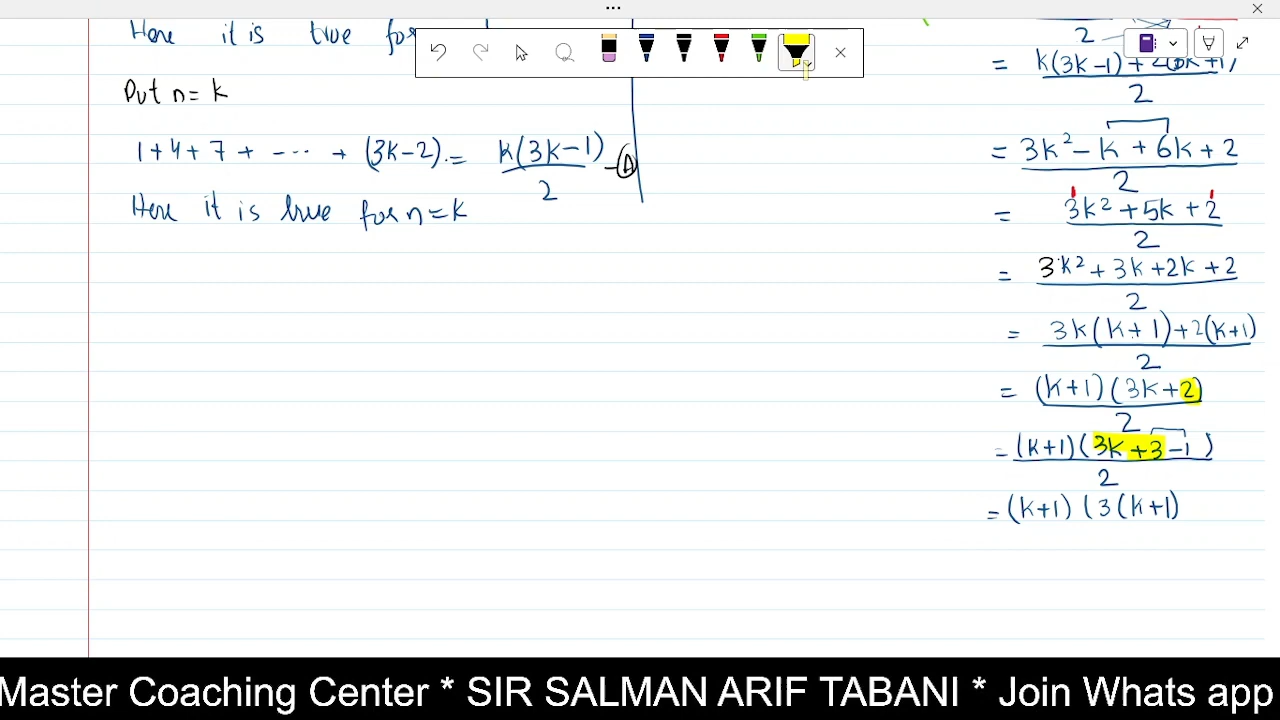 Here it is true for
Put n= k
1+4+7+ ---- + (3k-2).= k(3k-1)/2 -Ⓐ
Here it is true for n=k
2
= k(3k-1)+2( k+1)/2
= 3k²-k+6k+2/2
= 3k²+5k+2/2
= 3k²+3k+2k+2/2
= 3k(k+1)+2(k+1)/2
= (k+1)(3k+2)/2
= (k+1)(3k+3-1)/2
= (k+1)(3(k+1)
Master Coaching Center * SIR SALMAN ARIF TABANI * Join Whats app